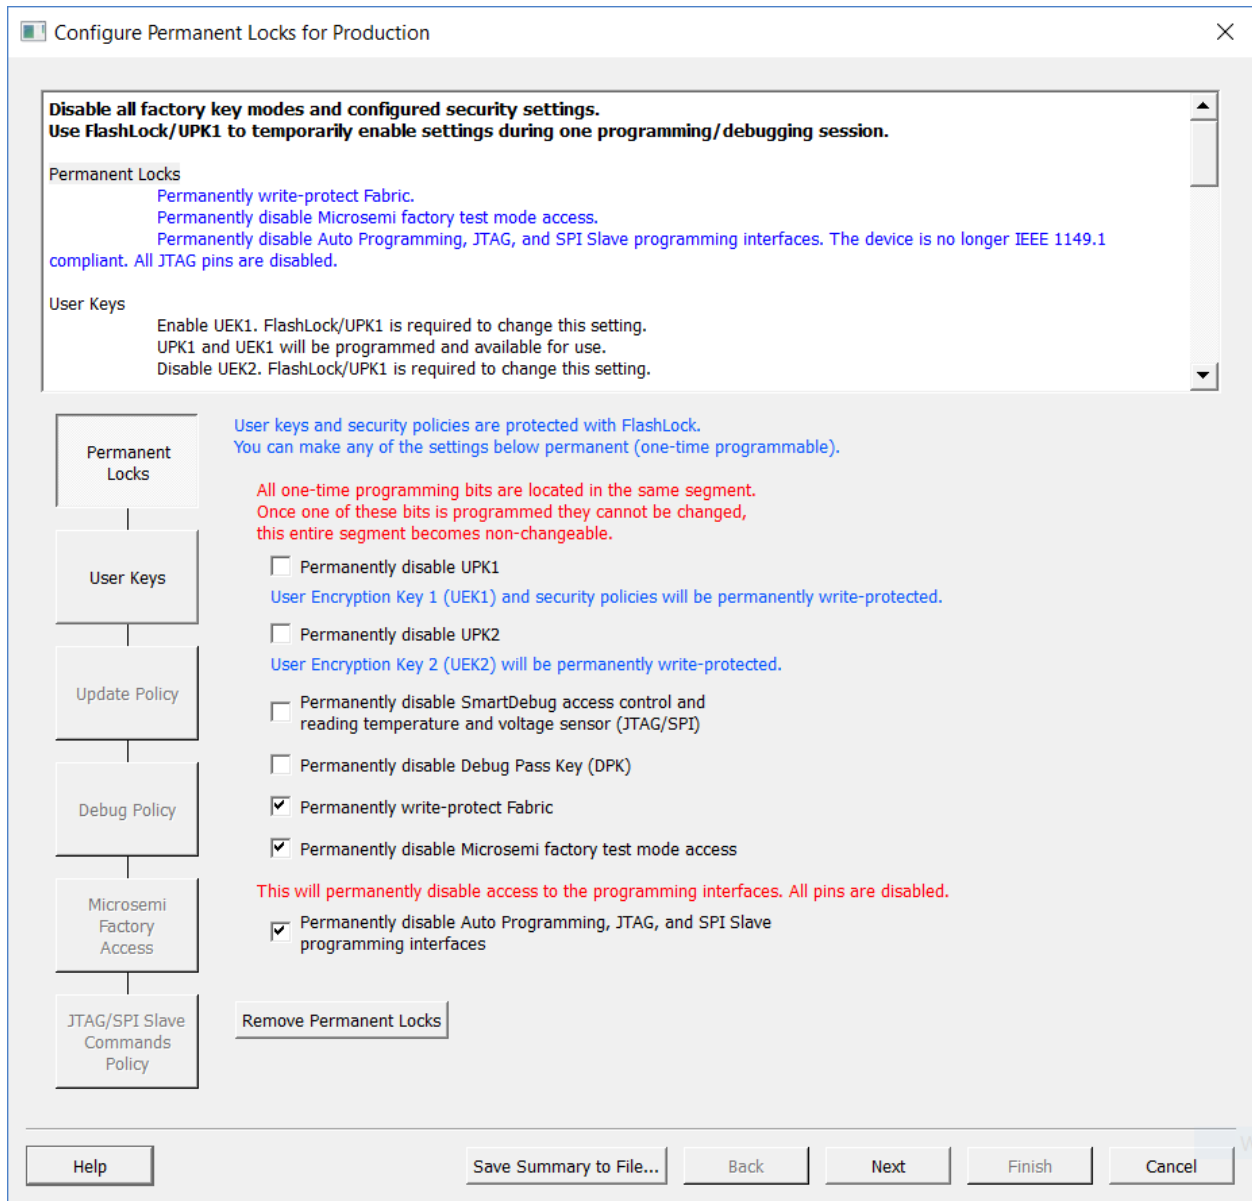 Configure Permanent Locks for Production
Disable all factory key modes and configured security settings.
Use FlashLock/UPK1 to temporarily enable settings during one programming/debugging session.
Permanent Locks
Permanently write-protect Fabric.
Permanently disable Microsemi factory test mode access.
Permanently disable Auto Programming, JTAG, and SPI Slave programming interfaces. The device is no longer IEEE 1149.1
compliant. All JTAG pins are disabled.
User Keys
Enable UEK1. FlashLock/UPK1 is required to change this setting.
UPK1 and UEK1 will be programmed and available for use.
Disable UEK2. FlashLock/UPK1 is required to change this setting.
Permanent
Locks
User Keys
Update Policy
Debug Policy
Microsemi
Factory
Access
JTAG/SPI Slave
Commands
Policy
User keys and security policies are protected with FlashLock.
You can make any of the settings below permanent (one-time programmable).
All one-time programming bits are located in the same segment.
Once one of these bits is programmed they cannot be changed,
this entire segment becomes non-changeable.
Permanently disable UPK1
User Encryption Key 1 (UEK1) and security policies will be permanently write-protected.
Permanently disable UPK2
User Encryption Key 2 (UEK2) will be permanently write-protected.
Permanently disable SmartDebug access control and
reading temperature and voltage sensor (JTAG/SPI)
Permanently disable Debug Pass Key (DPK)
Permanently write-protect Fabric
Permanently disable Microsemi factory test mode access
This will permanently disable access to the programming interfaces. All pins are disabled.
Permanently disable Auto Programming, JTAG, and SPI Slave
programming interfaces
Remove Permanent Locks
Help
Save Summary to File...
Back
Next
Finish
Cancel